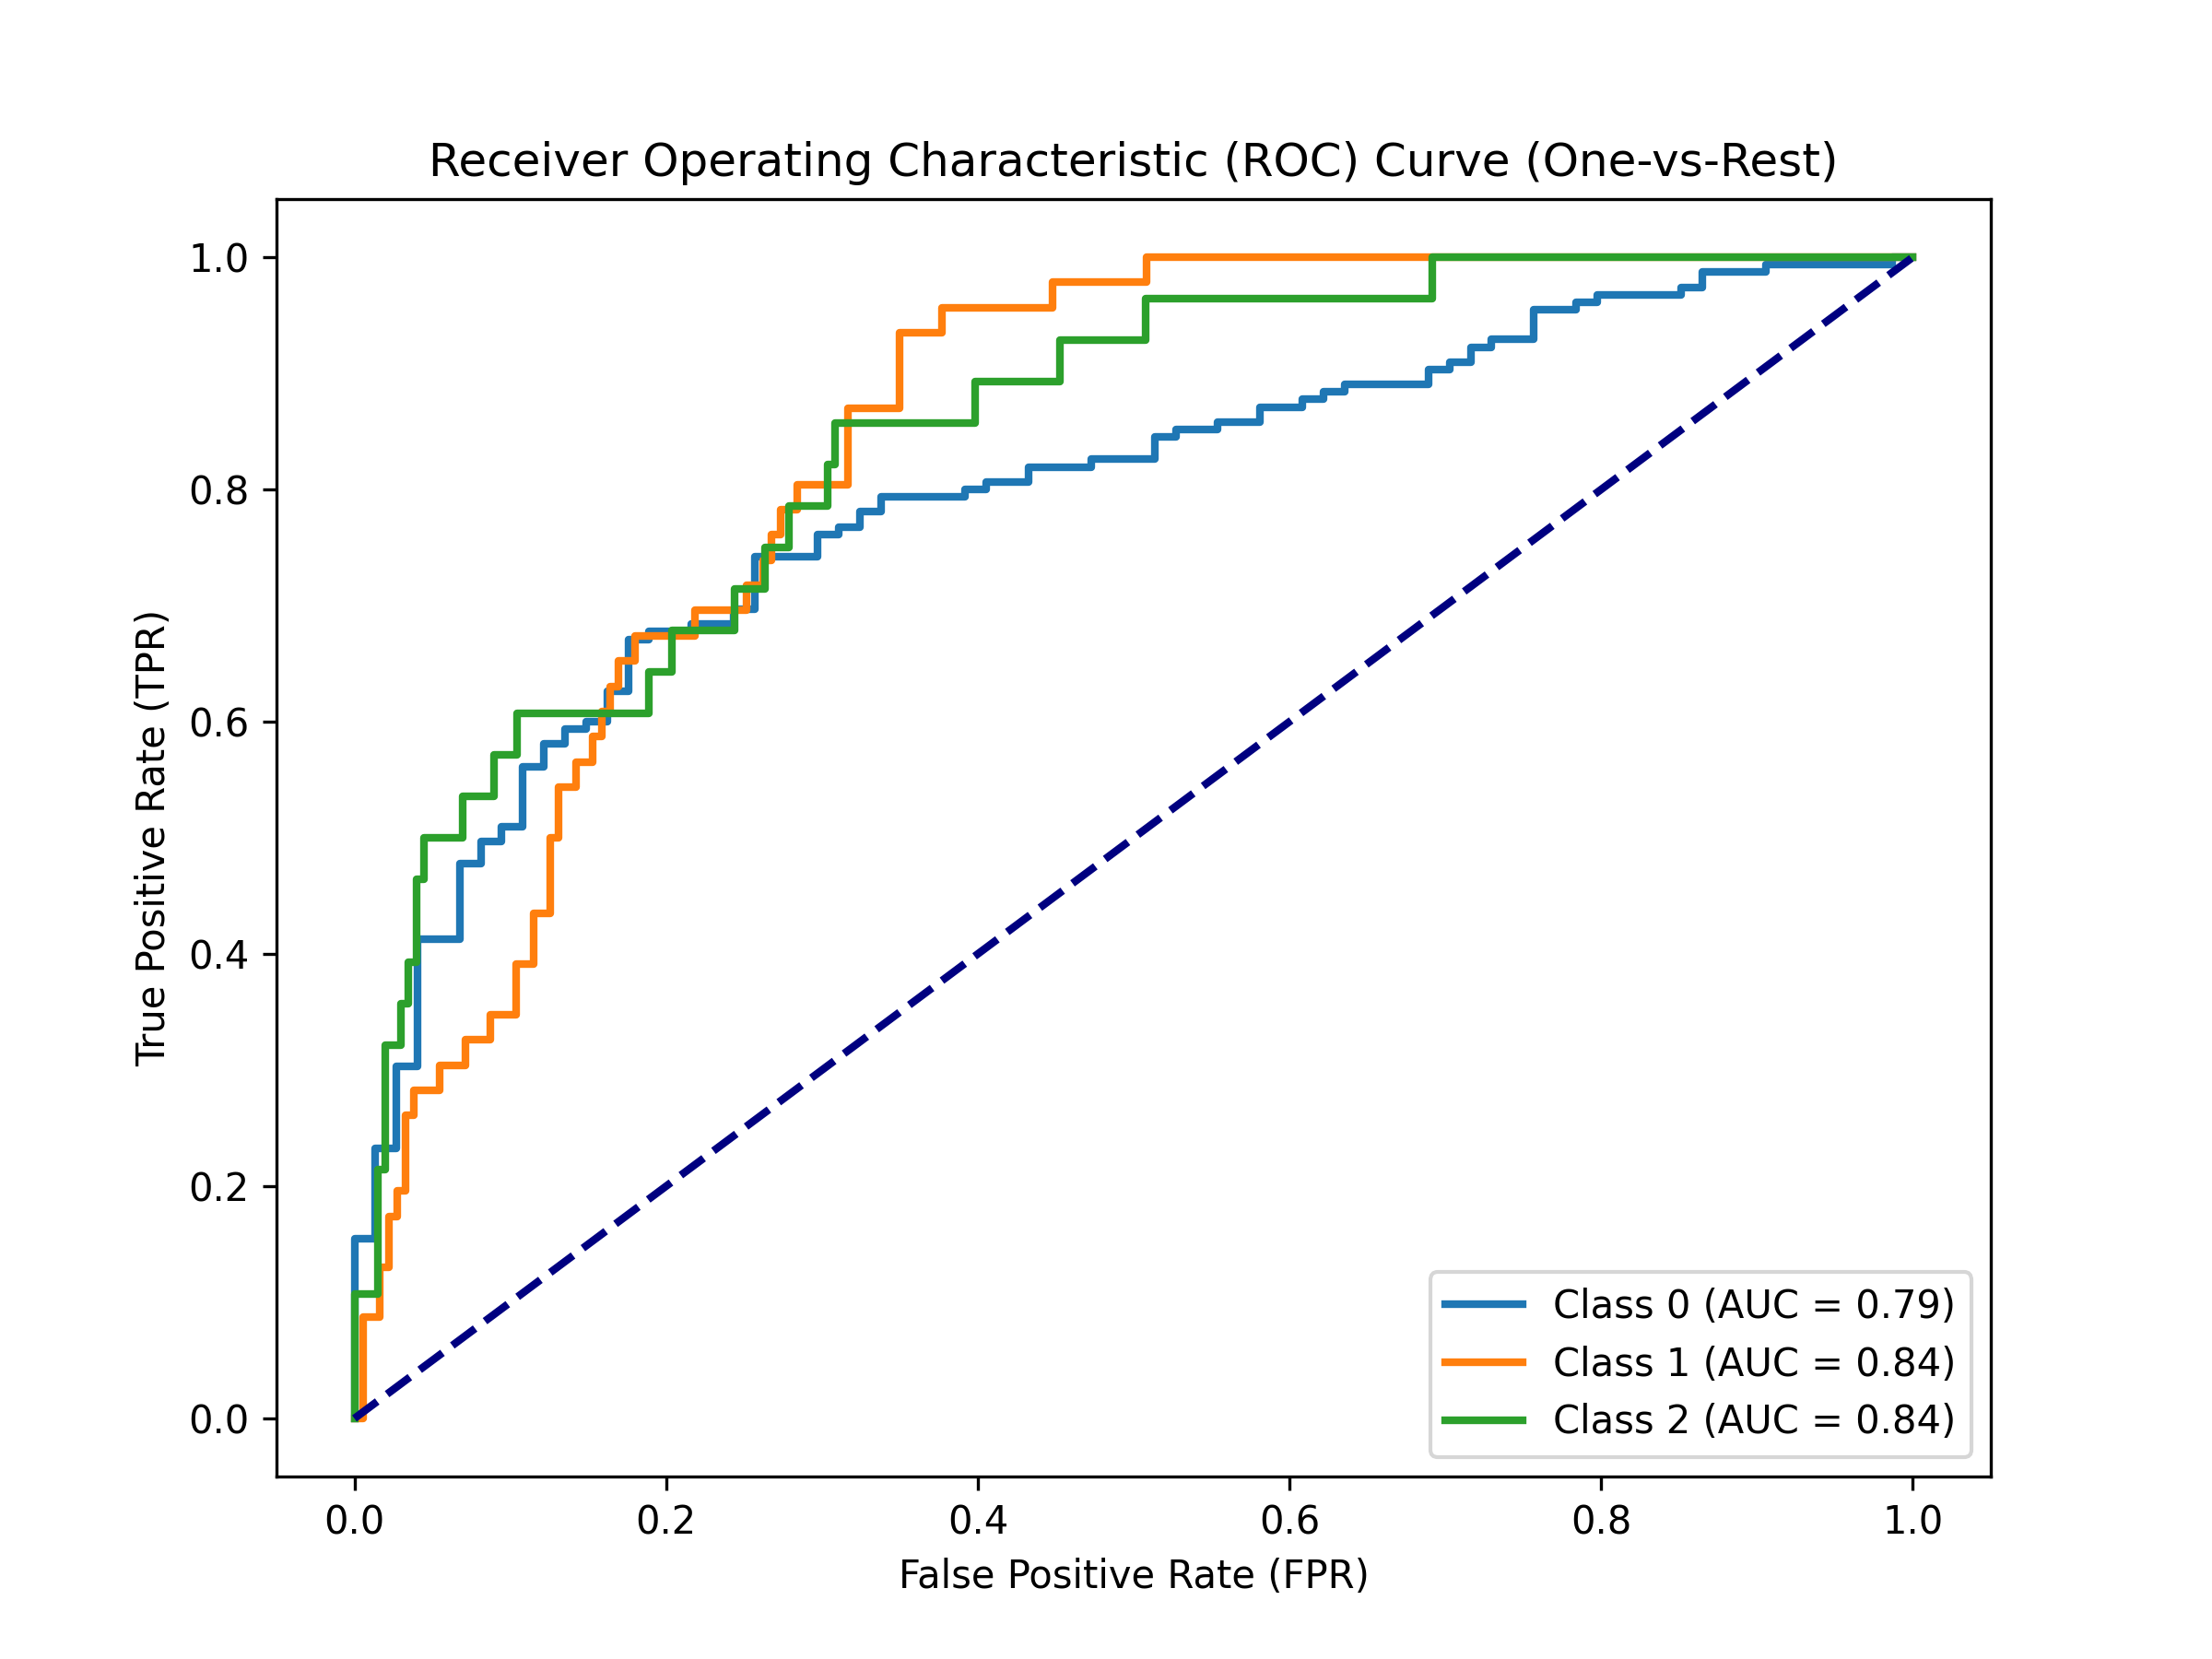 Receiver Operating Characteristic (ROC) Curve (One-vs-Rest)
1.0
0.8
0.6
0.4
0.2
0.0
True Positive Rate (TPR)
Class 0 (AUC = 0.79)
Class 1 (AUC = 0.84)
Class 2 (AUC = 0.84)
0.0 0.2 0.4 0.6 0.8 1.0
False Positive Rate (FPR)